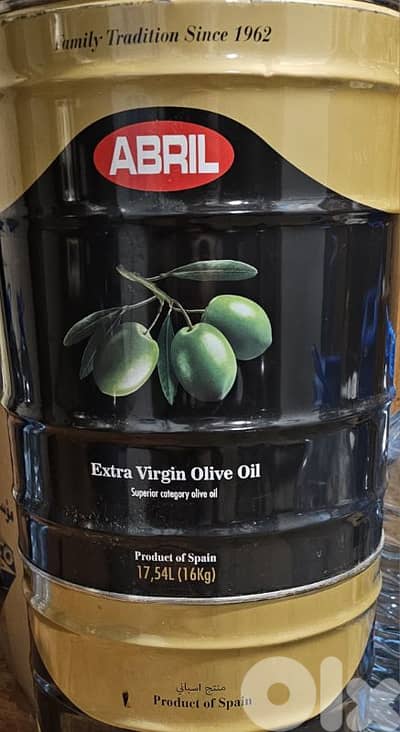 Family Tradition Since 1962
ABRIL
Extra Virgin Olive Oil
Superior category olive oil
Product of Spain
17,54L (16Kg)
منتج اسباني
Product of Spain
olx